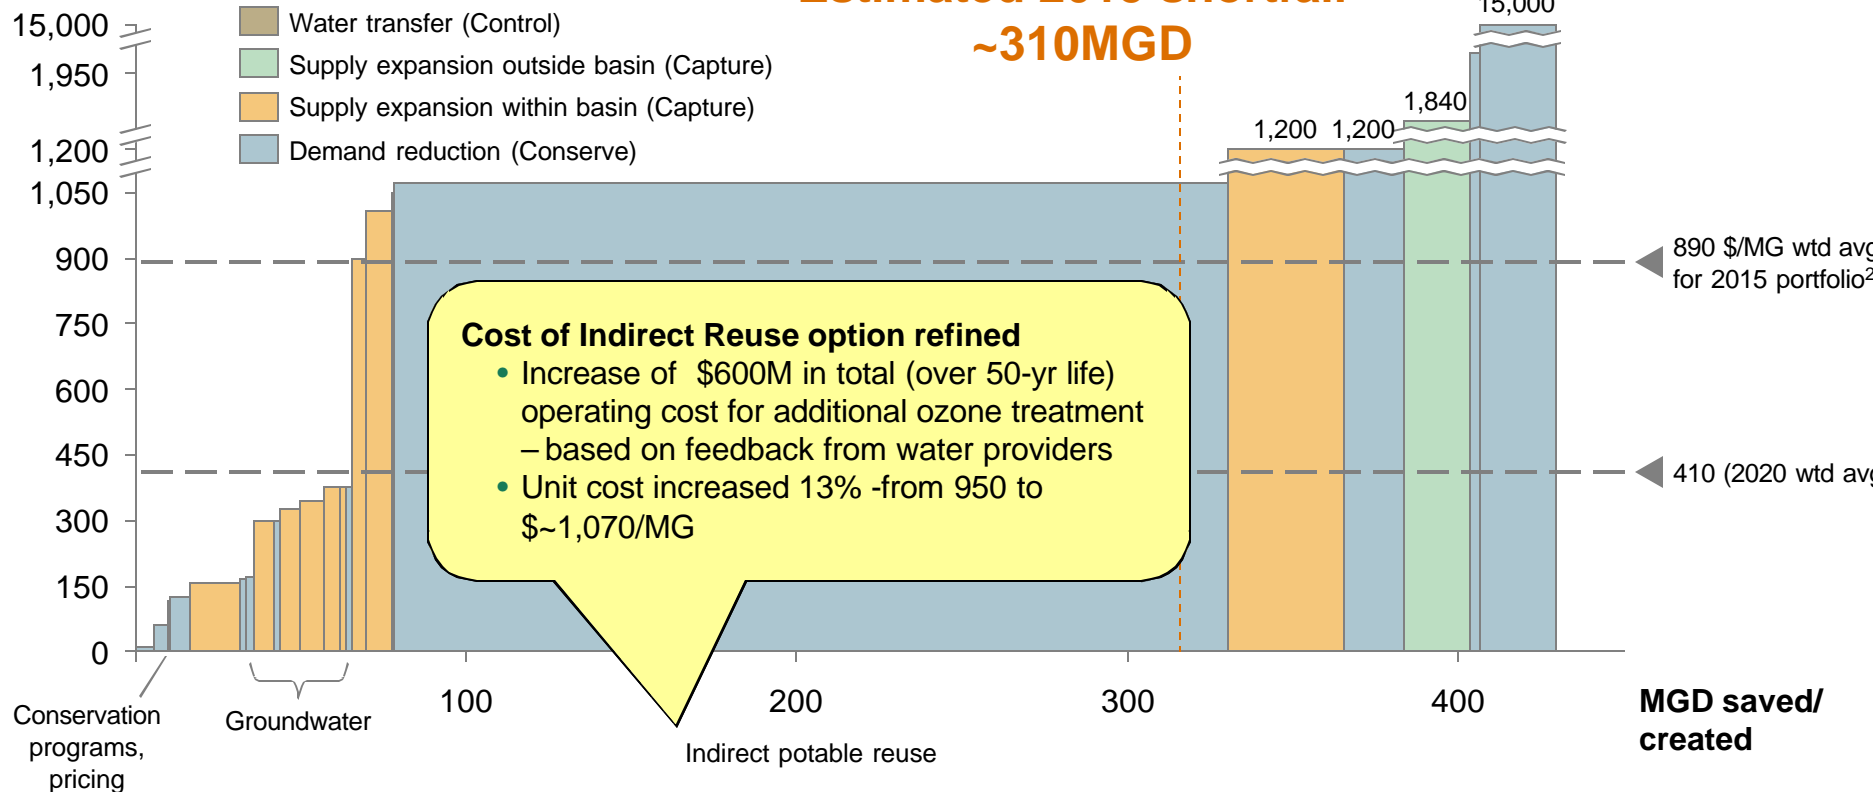 Estimated 2015 shortfall
~310MGD
15,000
1,950
1,200
1,050
900
750
600
450
300
150
0
Water transfer (Control)
Supply expansion outside basin (Capture)
Supply expansion within basin (Capture)
Demand reduction (Conserve)
1,200
1,200
1,840
15,000
890 $/MG wtd avg
for 2015 portfolio²
410 (2020 wtd avg
Cost of Indirect Reuse option refined
• Increase of $600M in total (over 50-yr life)
operating cost for additional ozone treatment
– based on feedback from water providers
• Unit cost increased 13% -from 950 to
$~1,070/MG
100
200
300
400
MGD saved/
created
Conservation
programs,
pricing
Groundwater
Indirect potable reuse